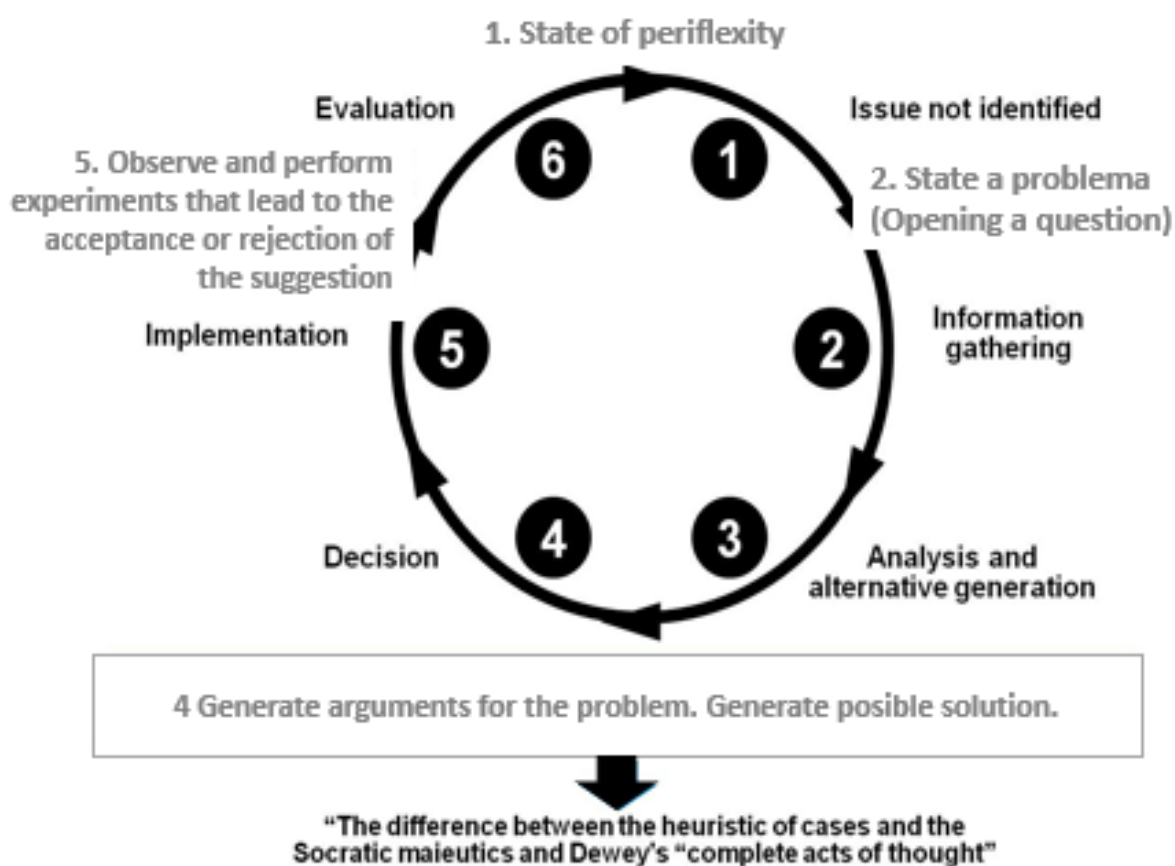 1. State of periflexity
Evaluation
Issue not identified
6
1
5. Observe and perform
experiments that lead to the
acceptance or rejection of
the suggestion
2. State a problema
(Opening a question)
Implementation
5
2
Information
gathering
Decision
4
3
Analysis and
alternative generation
4 Generate arguments for the problem. Generate posible solution.
“The difference between the heuristic of cases and the
Socratic maieutics and Dewey's “complete acts of thought”